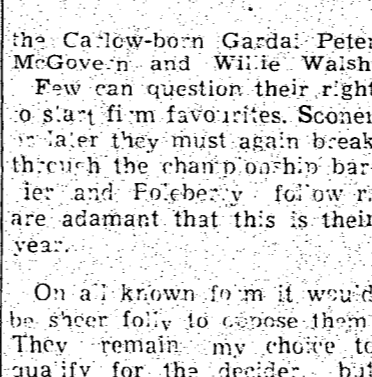 the Carlow-born Gardai Peter
McGovern and Willie Walsh
Few can question their right
to start firm favourites. Sooner
or later they must again break
through the championship bar-
rier and followers
are adamant that this is their
year.
On all known form it would
be sheer folly to oppose them
They remain my choice to
qualify for the decider, but